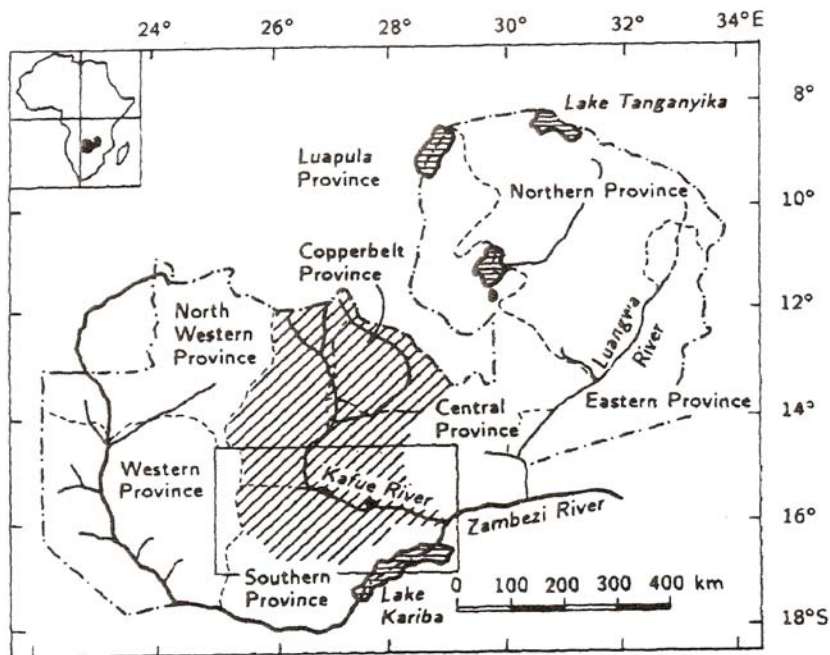 24°
26°
28°
30°
32°
34°E
Lake Tanganyika
8°
Luapula
Province
Northern Province
10°
Copperbelt
Province
12°
North
Western
Province
Luangwa
River
Eastern Province
Central
Province
14°
Western
Province
Kafue River
Zambezi River
16°
Southern
Province
Lake
Kariba
0 100 200 300 400 km
18°S